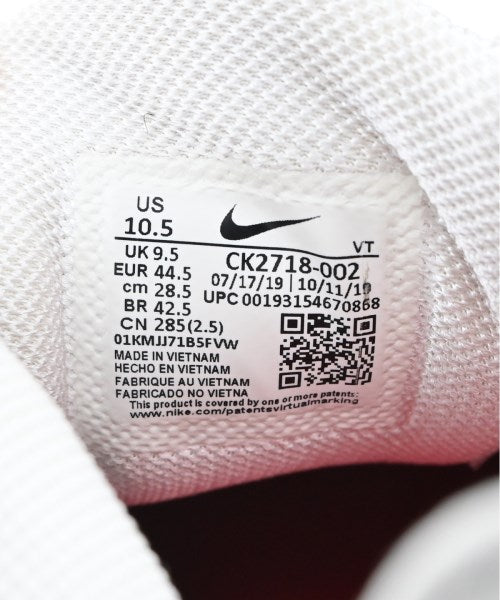 US
10.5
UK 9.5
EUR 44.5
cm 28.5
BR 42.5
CN 285(2.5)
01KMJJ71B5FVW
MADE IN VIETNAM
HECHO EN VIETNAM
FABRIQUE AU VIETNAM
FABRICADO NO VIETNA
VT
CK2718-002
07/17/19 | 10/11/19
UPC 00193154670868
This product is covered by one or more patents:
www.nike.com/patentsvirtualmarking